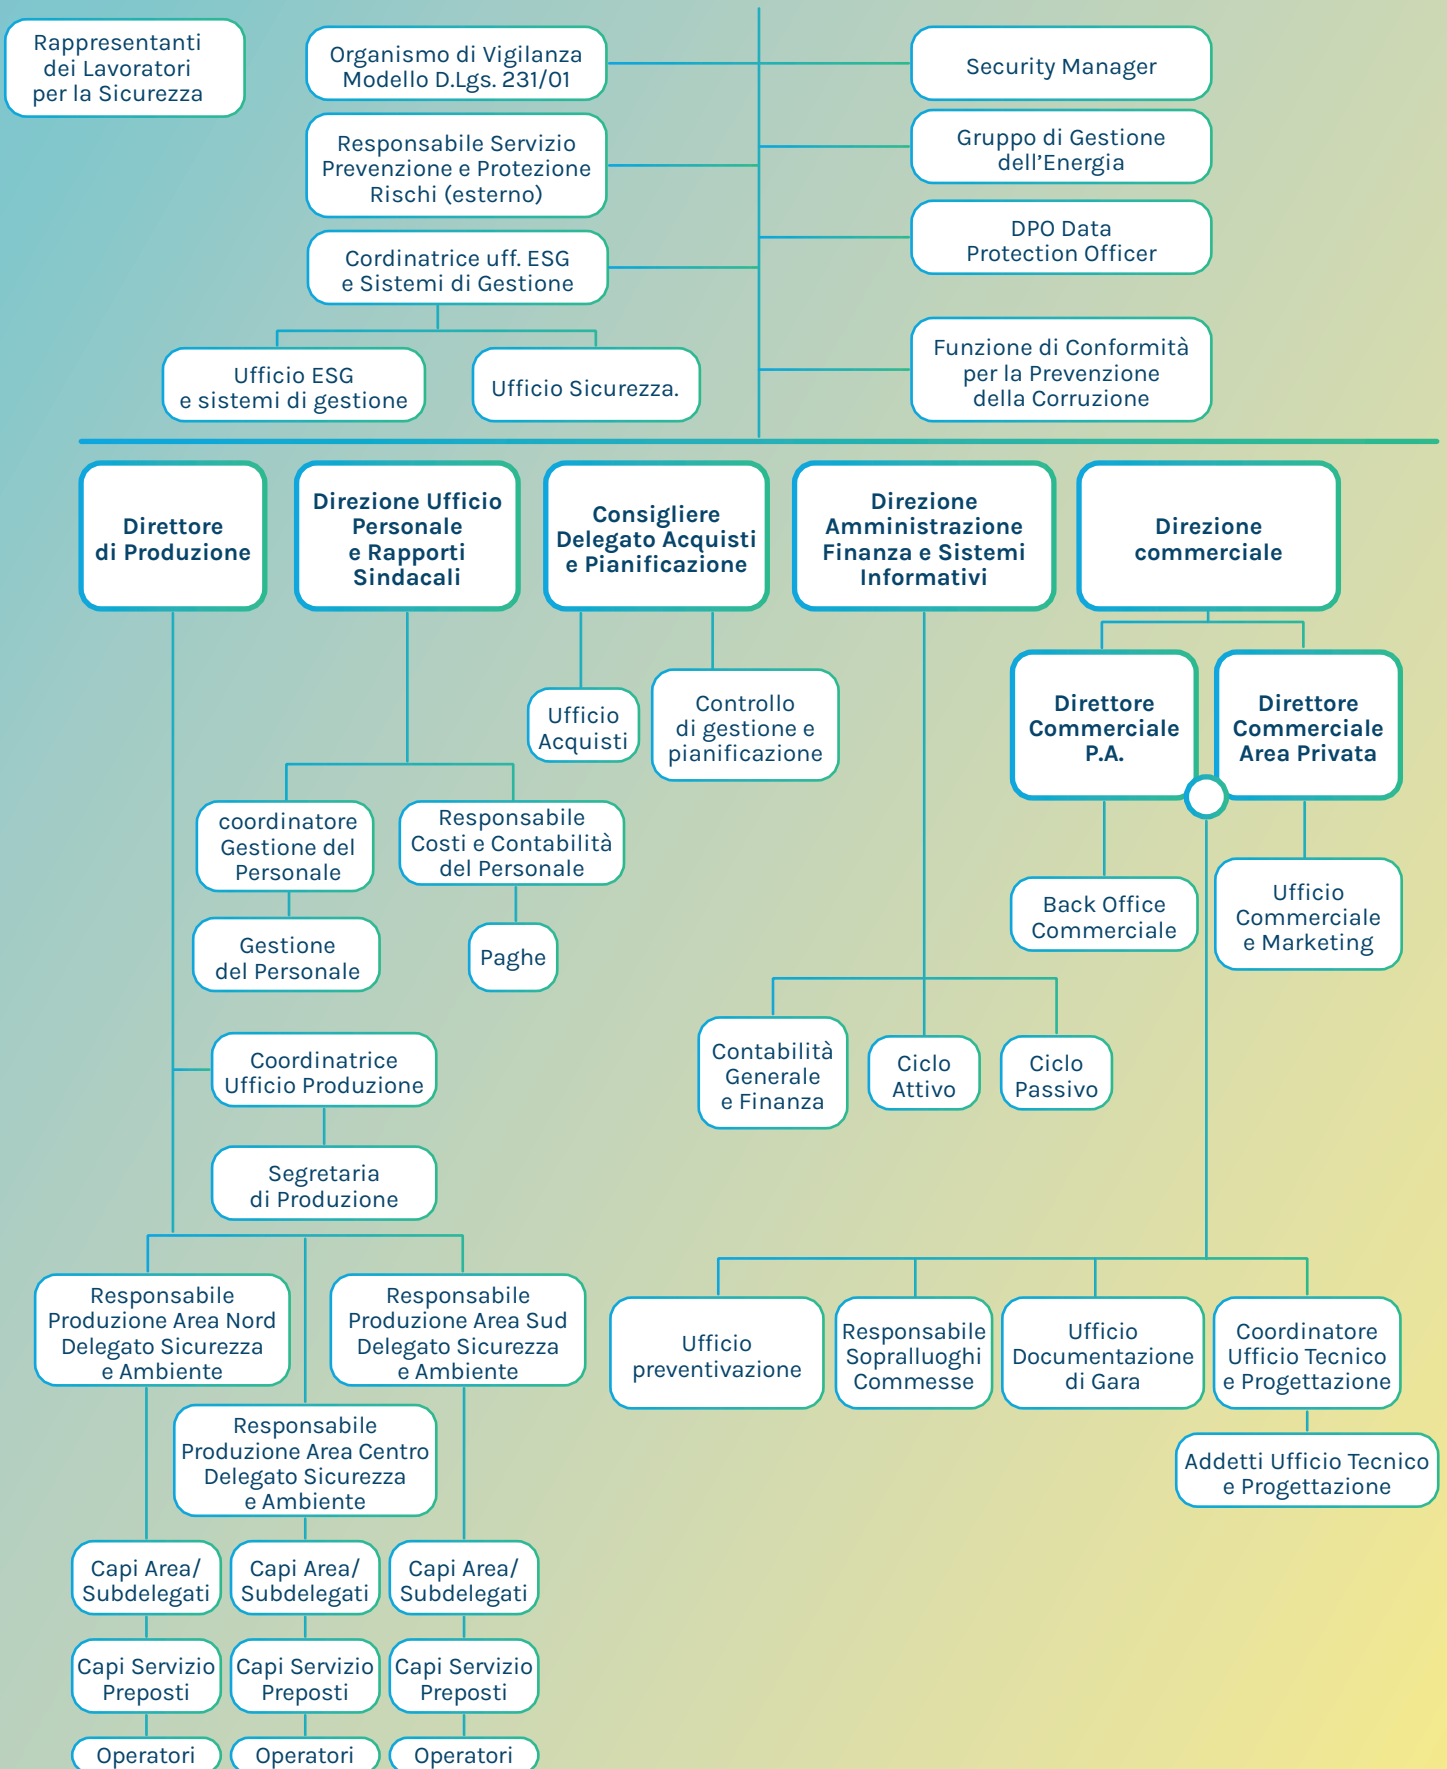 Rappresentanti
dei Lavoratori
per la Sicurezza
Organismo di Vigilanza
Modello D.Lgs. 231/01
Security Manager
Responsabile Servizio
Prevenzione e Protezione
Rischi (esterno)
Gruppo di Gestione
dell'Energia
DPO Data
Protection Officer
Cordinatrice uff. ESG
e Sistemi di Gestione
Ufficio ESG
e sistemi di gestione
Ufficio Sicurezza.
Funzione di Conformità
per la Prevenzione
della Corruzione
Direttore
di Produzione
Direzione Ufficio
Personale
e Rapporti
Sindacali
Consigliere
Delegato Acquisti
e Pianificazione
Direzione
Amministrazione
Finanza e Sistemi
Informativi
Direzione
commerciale
Ufficio
Acquisti
Controllo
di gestione e
pianificazione
Direttore
Commerciale
P.A.
Direttore
Commerciale
Area Privata
coordinatore
Gestione del
Personale
Responsabile
Costi e Contabilità
del Personale
Gestione
del Personale
Paghe
Back Office
Commerciale
Ufficio
Commerciale
e Marketing
Coordinatrice
Ufficio Produzione
Segretaria
di Produzione
Contabilità
Generale
e Finanza
Ciclo
Attivo
Ciclo
Passivo
Responsabile
Produzione Area Nord
Delegato Sicurezza
e Ambiente
Responsabile
Produzione Area Sud
Delegato Sicurezza
e Ambiente
Responsabile
Produzione Area Centro
Delegato Sicurezza
e Ambiente
Ufficio
preventivazione
Responsabile
Sopralluoghi
Commesse
Ufficio
Documentazione
di Gara
Coordinatore
Ufficio Tecnico
e Progettazione
Addetti Ufficio Tecnico
e Progettazione
Capi Area/
Subdelegati
Capi Area/
Subdelegati
Capi Area/
Subdelegati
Capi Servizio
Preposti
Capi Servizio
Preposti
Capi Servizio
Preposti
Operatori
Operatori
Operatori